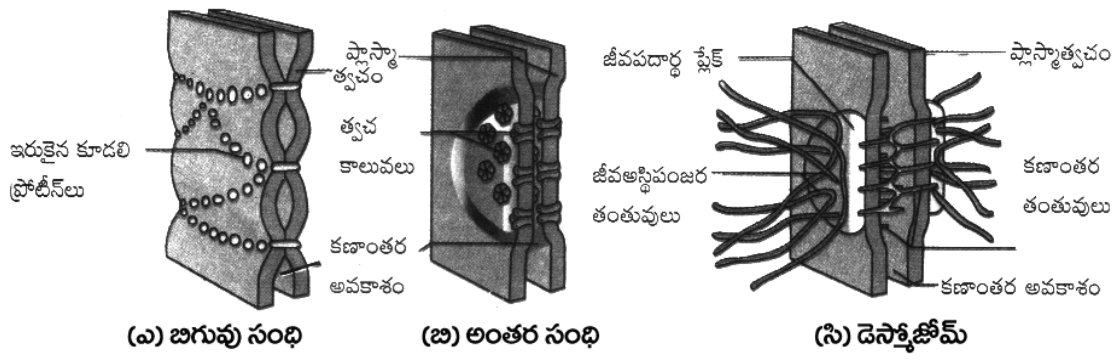 ప్లాస్మా
త్వచం
ఇరుకైన కూడలి
ప్రోటీన్‌లు
త్వచ
కాలువలు
కణాంతర
అవకాశం
(ఎ) బిగువు సంధి
(బి) అంతర సంధి
జీవపదార్థ ప్లేక్
ప్లాస్మాత్వచం
జీవఅస్థిపంజర
తంతువులు
కణాంతర
తంతువులు
కణాంతర అవకాశం
(సి) డెస్మోజోమ్